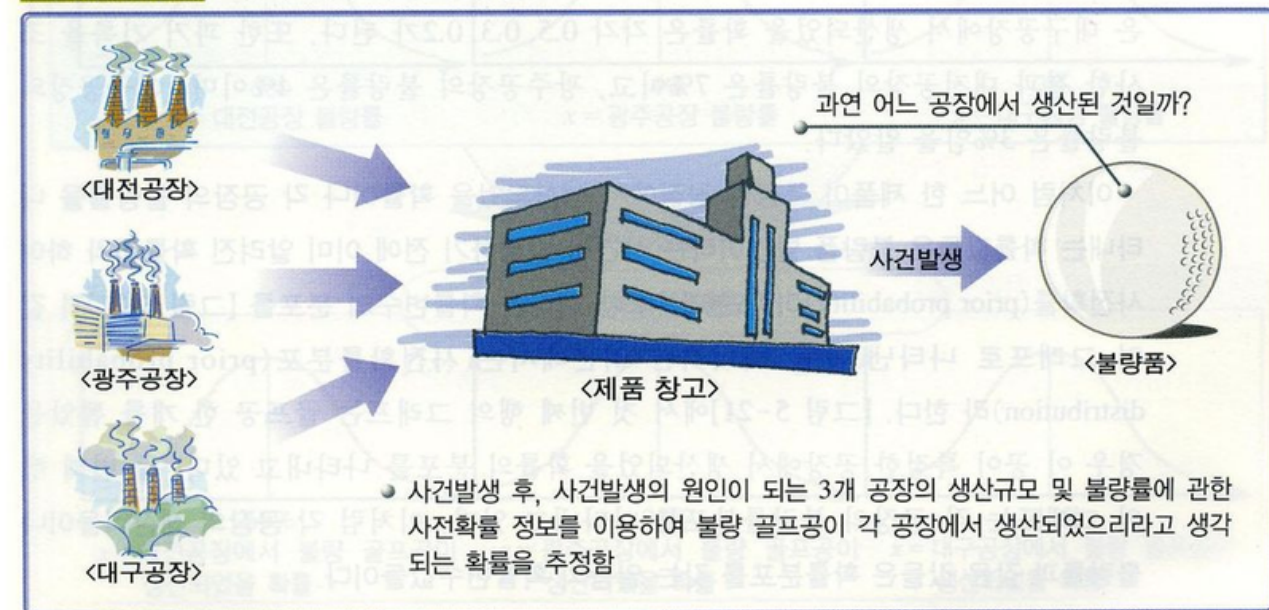 과연 어느 공장에서 생산된 것일까?
<대전공장>
<광주공장>
<대구공장>
<제품 창고>
사건발생
<불량품>
사건발생 후, 사건발생의 원인이 되는 3개 공장의 생산규모 및 불량률에 관한
사전확률 정보를 이용하여 불량 골프공이 각 공장에서 생산되었으리라고 생각
되는 확률을 추정함